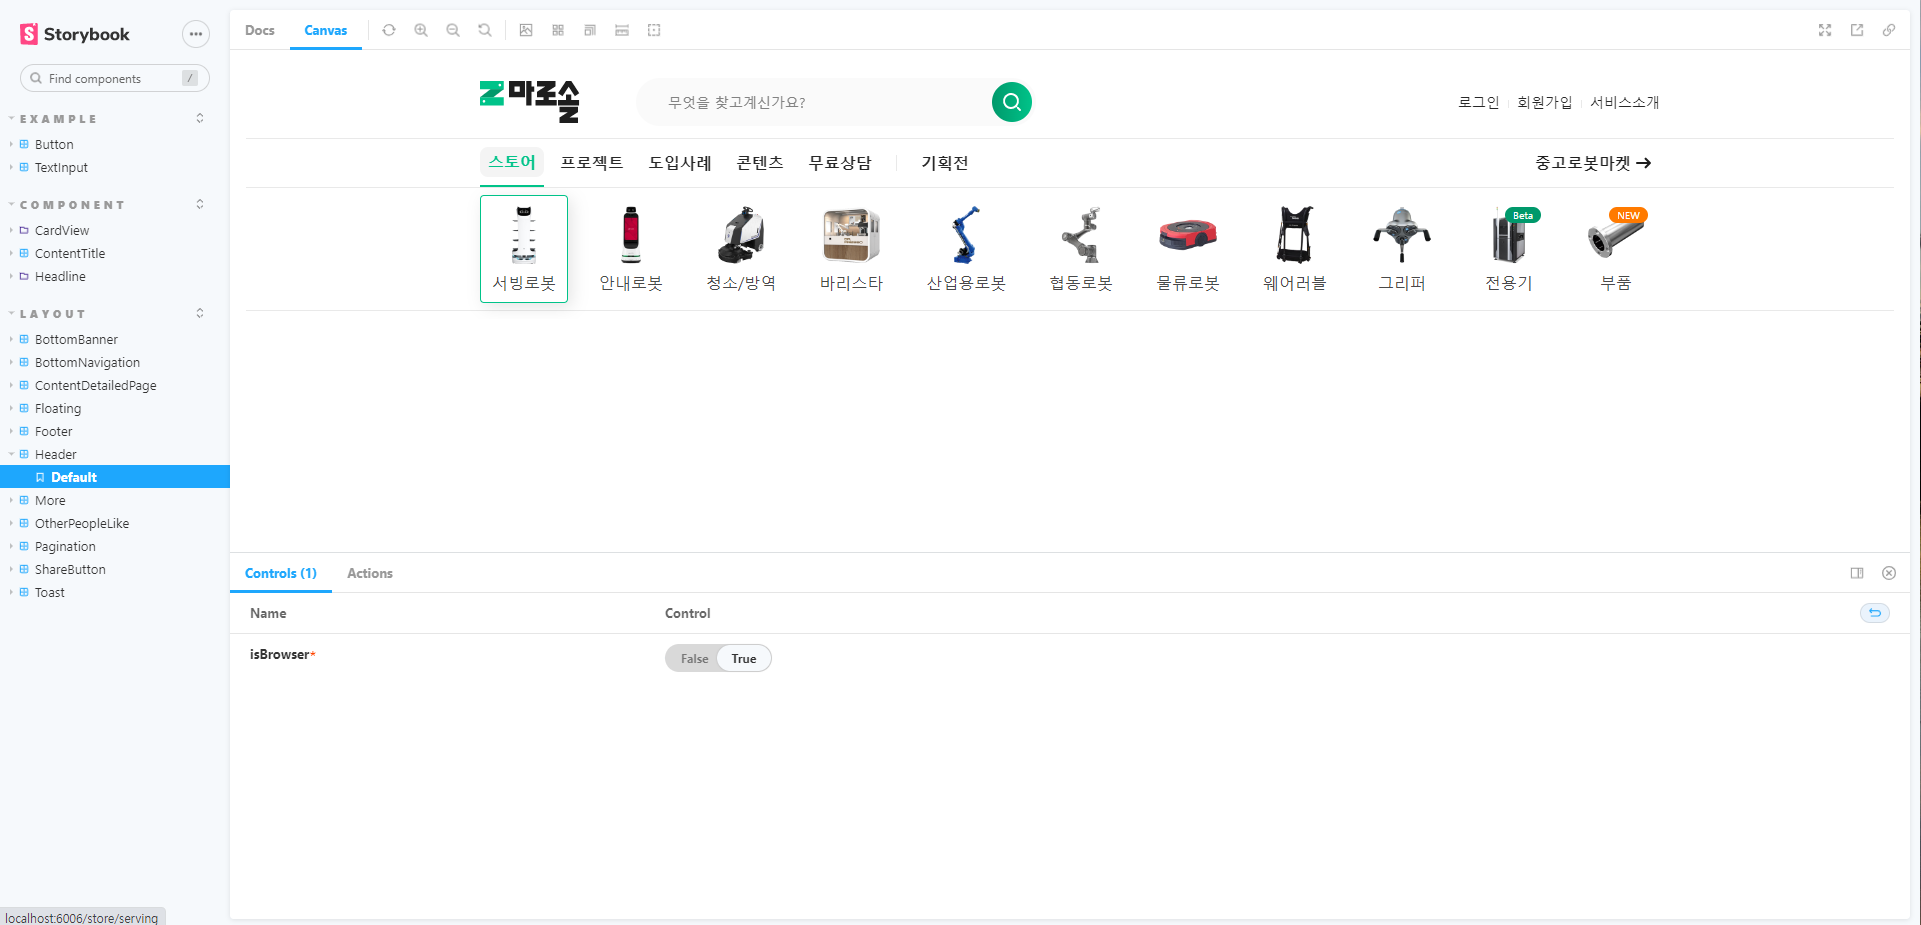 Storybook
Find components /
EXAMPLE
Button
TextInput
COMPONENT
CardView
ContentTitle
Headline
LAYOUT
BottomBanner
BottomNavigation
ContentDetailedPage
Floating
Footer
Header
Default
More
OtherPeopleLike
Pagination
ShareButton
Toast
localhost:6006/store/serving
Docs Canvas
마로솔 무엇을 찾고계신가요? 로그인 회원가입 서비스소개
스토어 프로젝트 도입사례 콘텐츠 무료상담 기획전 중고로봇마켓
Beta NEW
서빙로봇 안내로봇 청소/방역 바리스타 산업용로봇 협동로봇 물류로봇 웨어러블 그리퍼 전용기 부품
Controls (1) Actions
Name Control
isBrowser* False True